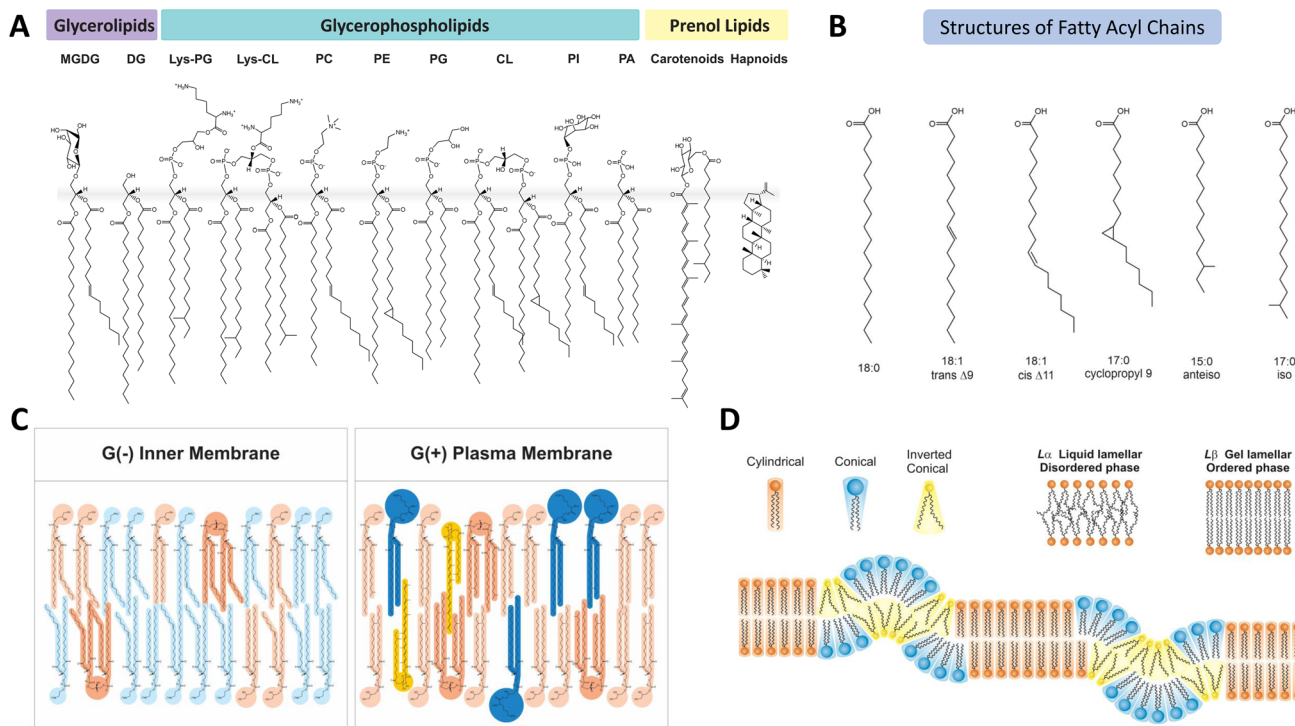 A
Glycerolipids
Glycerophospholipids
Prenol Lipids
MGDG
DG
Lys-PG
Lys-CL
PC
PE
PG
CL
PI
PA
Carotenoids
Hapnoids
B
Structures of Fatty Acyl Chains
18:0
18:1
trans Δ9
18:1
cis Δ11
17:0
cyclopropyl 9
15:0
anteiso
17:0
iso
C
G(-) Inner Membrane
G(+) Plasma Membrane
D
Cylindrical
Conical
Inverted
Conical
Lα Liquid lamellar
Disordered phase
Lβ Gel lamellar
Ordered phase